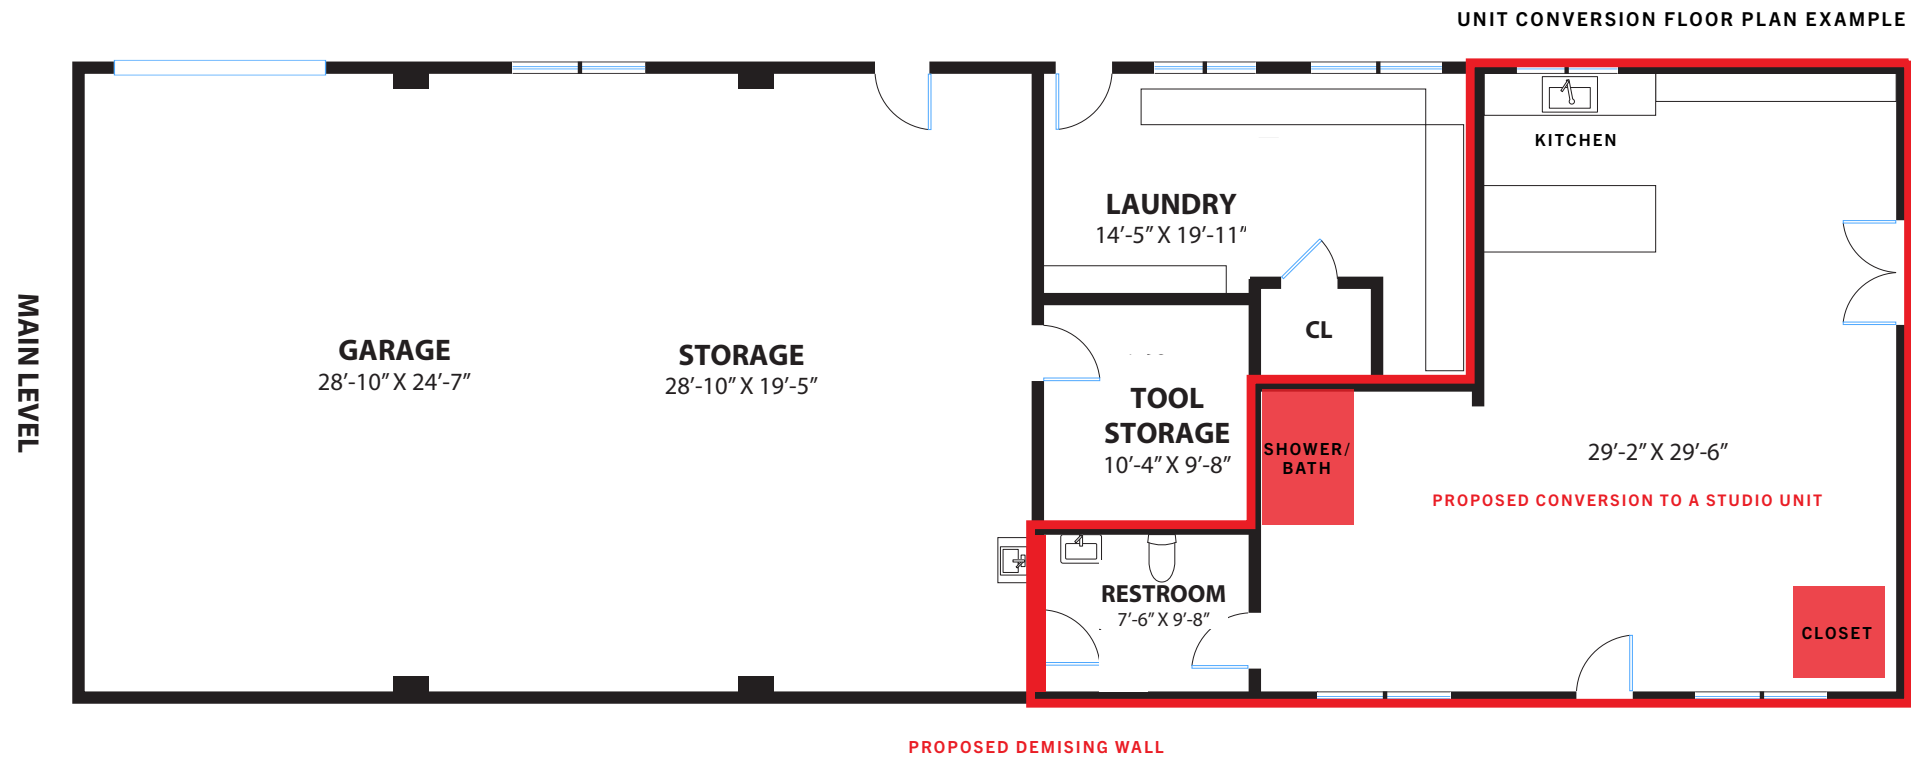 UNIT CONVERSION FLOOR PLAN EXAMPLE
KITCHEN
LAUNDRY
14’-5” X 19’-11”
MAIN LEVEL
CL
GARAGE
28’-10” X 24’-7”
STORAGE
28’-10” X 19’-5”
TOOL
STORAGE
10’-4” X 9’-8”
SHOWER/
BATH
29’-2” X 29’-6”
PROPOSED CONVERSION TO A STUDIO UNIT
RESTROOM
7’-6” X 9’-8”
CLOSET
PROPOSED DEMISING WALL